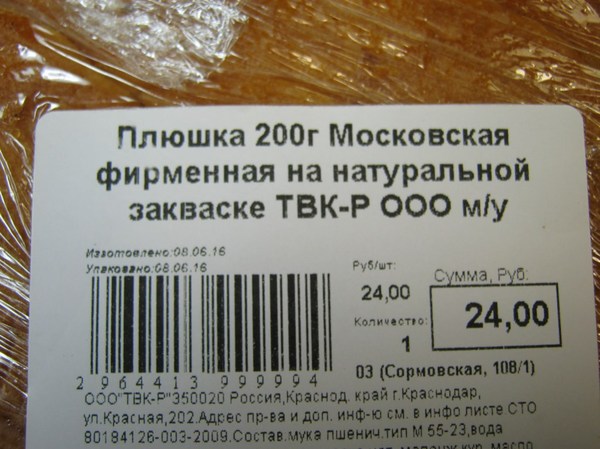 Плюшка 200г Московская
фирменная на натуральной
закваске ТВК-Р ООО м/у
Изготовлено:08.06.16
Упаковано:08.06.16
Руб/шт:
24,00
Количество:
1
Сумма, Руб:
24,00
2 964413 999994
03 (Сормовская, 108/1)
ООО"ТВК-Р"350020 Россия,Краснод. край г.Краснодар,
ул.Красная,202.Адрес пр-ва и доп. инф-ю см. в инфо листе СТО
80184126-003-2009.Состав.мука пшенич.тип М 55-23,вода
меланж кур, масло